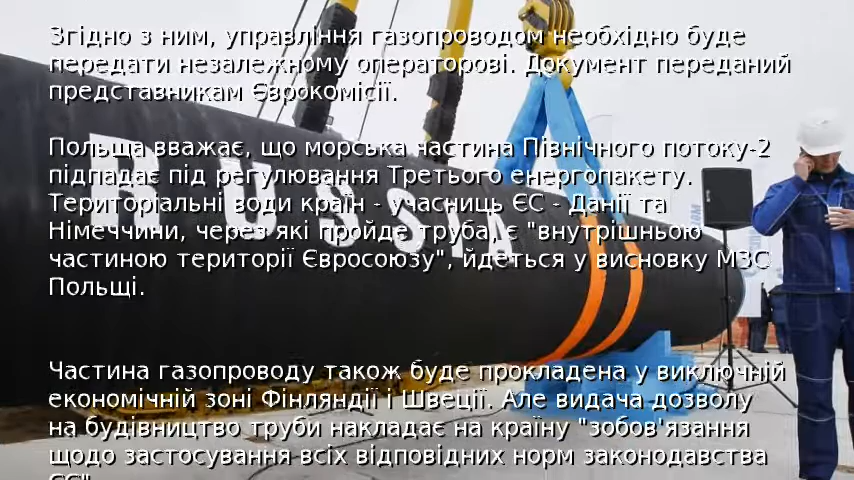 Згідно з ним, управління газопроводом необхідно буде
передати незалежному операторові. Документ переданий
представникам Єврокомісії.
Польща вважає, що морська частина Північного потоку-2
підпадає під регулювання Третього енергопакету.
Територіальні води країн - учасниць ЄС - Данії та
Німеччини, через які пройде труба, є "внутрішньою
частиною території Євросоюзу", йдеться у висновку МЗС
Польщі.
Частина газопроводу також буде прокладена у виключній
економічній зоні Фінляндії і Швеції. Але видача дозволу
на будівництво труби накладає на країну "зобов'язання
щодо застосування всіх відповідних норм законодавства
ЄС".
RUSSIA